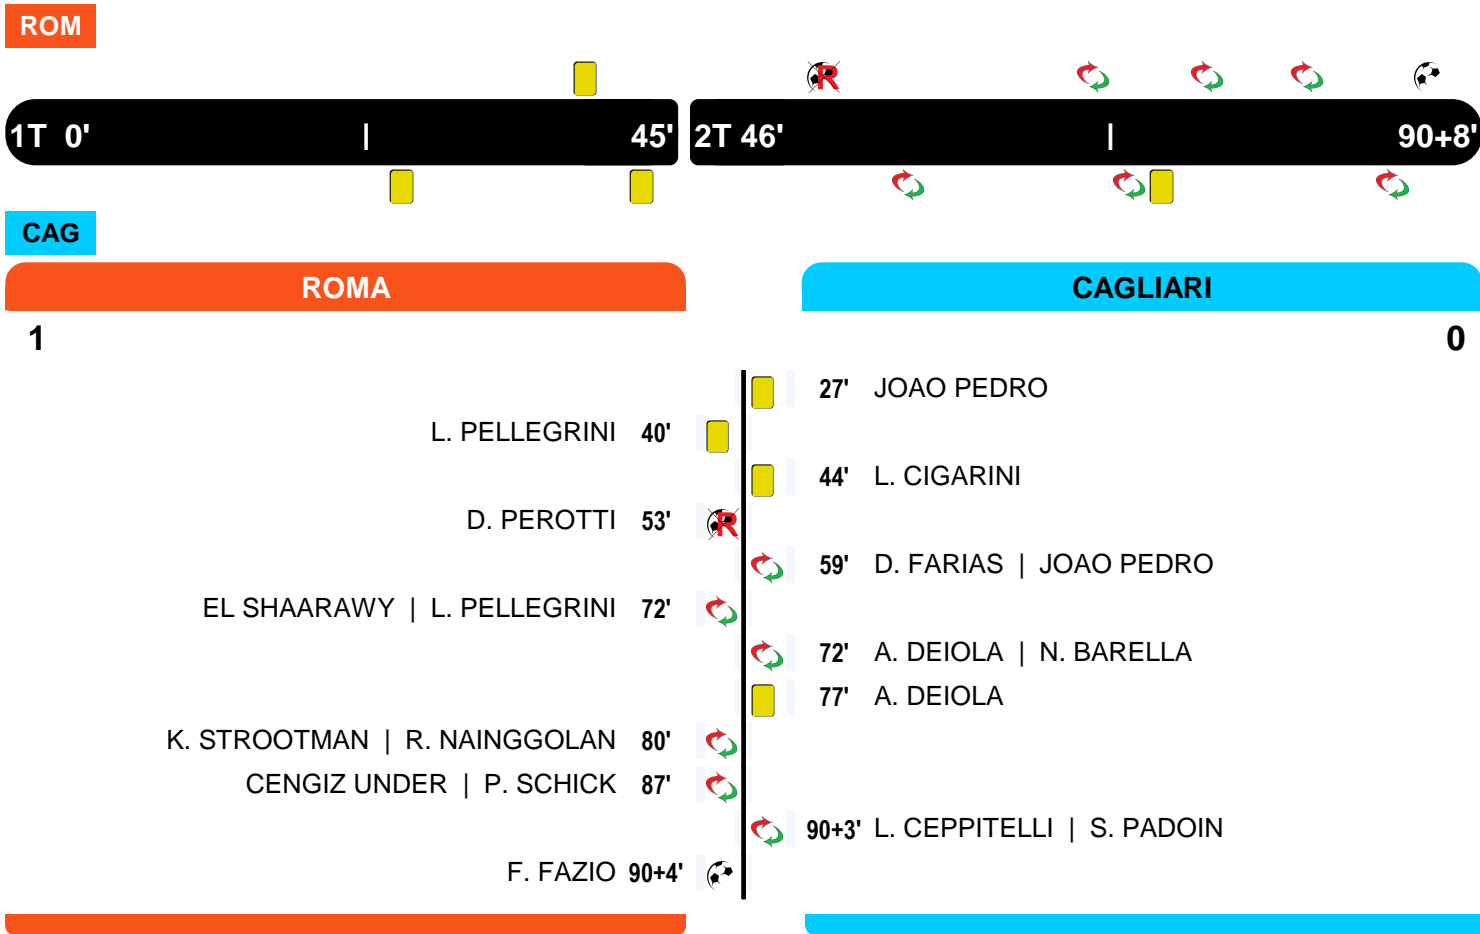 ROM
1T 0' | 45' 2T 46' | 90+8'
CAG
ROMA CAGLIARI
1 0
27' JOAO PEDRO
L. PELLEGRINI 40'
44' L. CIGARINI
D. PEROTTI 53' R
59' D. FARIAS | JOAO PEDRO
EL SHAARAWY | L. PELLEGRINI 72'
72' A. DEIOLA | N. BARELLA
77' A. DEIOLA
K. STROOTMAN | R. NAINGGOLAN 80'
CENGIZ UNDER | P. SCHICK 87'
90+3' L. CEPPITELLI | S. PADOIN
F. FAZIO 90+4'